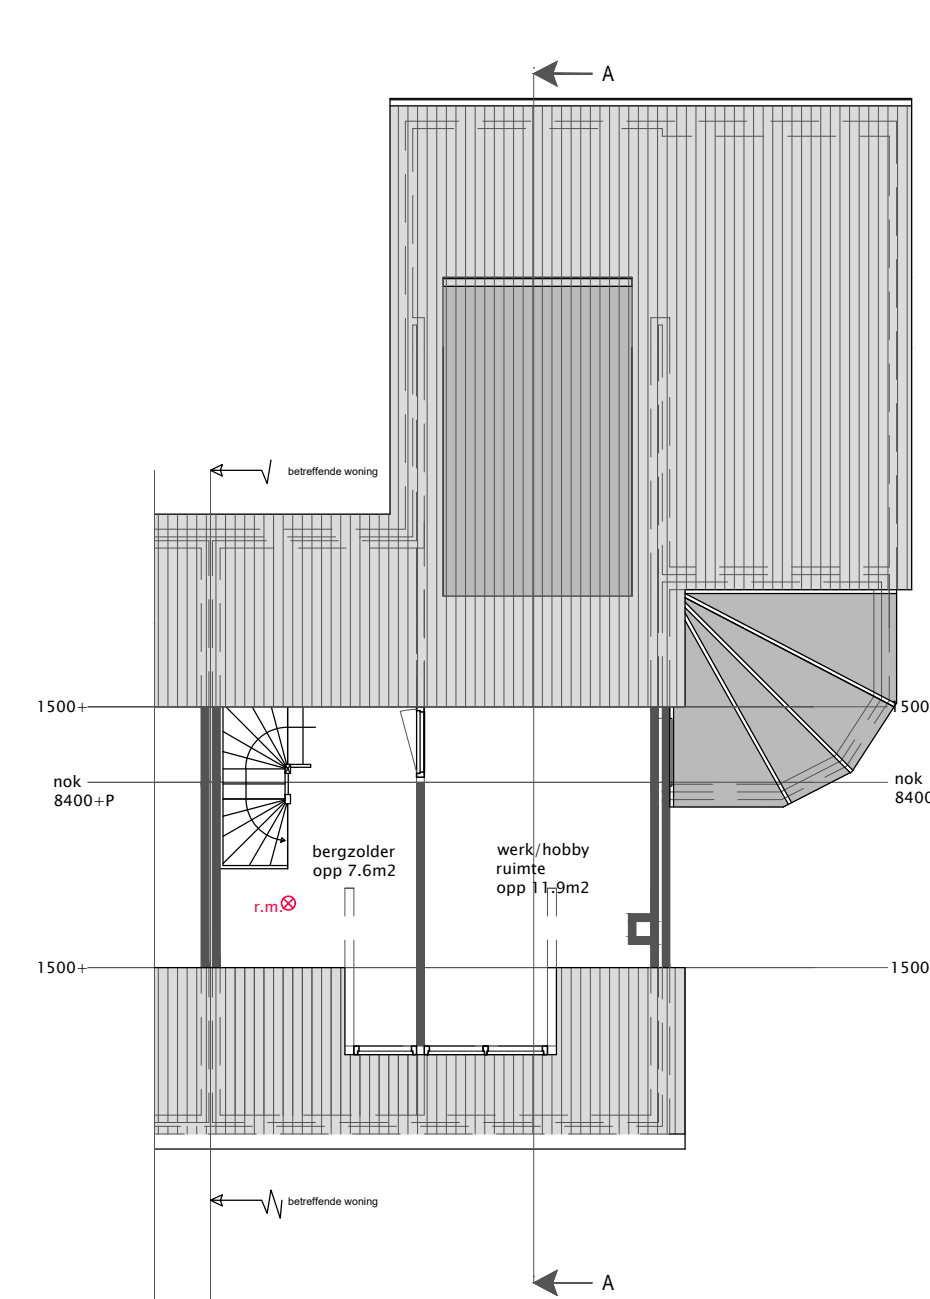 A
betreffende woning
1500+
1500
nok
8400+P
nok
8400
bergzolder
opp 7.6m2
werk/hobby
ruimte
opp 11.9m2
r.m.
1500+
1500
betreffende woning
A